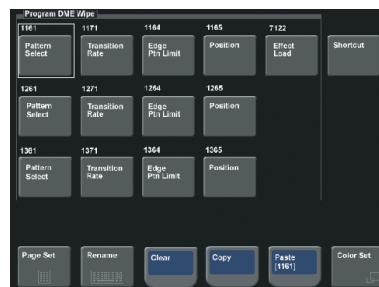 Program DME Wipe
1161 1171 1164 1165 7122
Pattern Select
Transition Rate
Edge Ptn Limit
Position
Effect Load
Shortcut
1261 1271 1264 1265
Pattern Select
Transition Rate
Edge Ptn Limit
Position
1361 1371 1364 1365
Pattern Select
Transition Rate
Edge Ptn Limit
Position
Page Set
Rename
Clear
Copy
Paste [1161]
Color Set